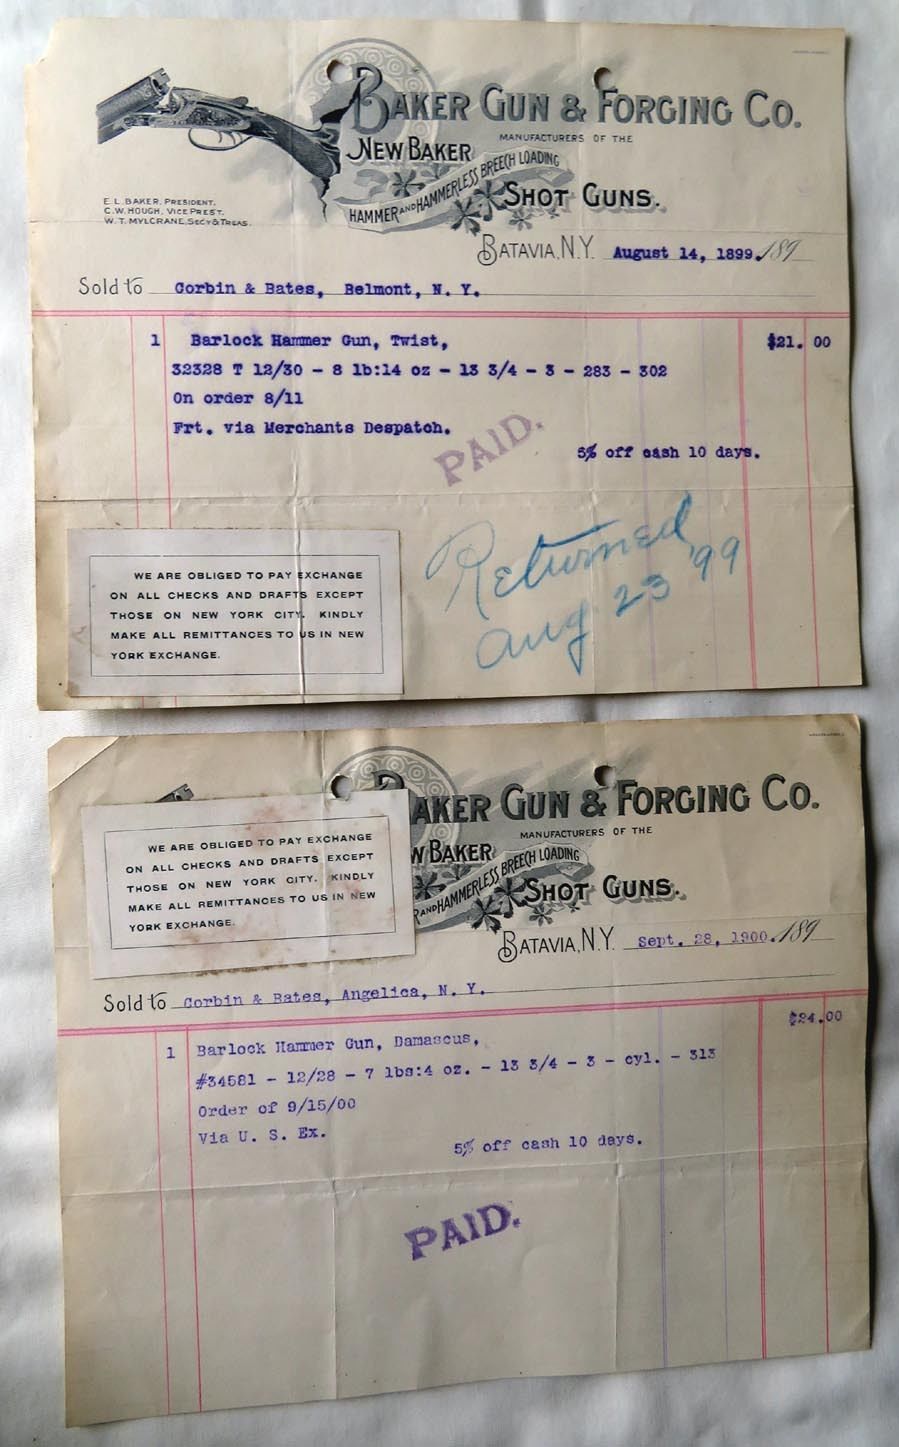 BAKER GUN & FORGING CO.
MANUFACTURERS OF THE
NEW BAKER
HAMMER AND HAMMERLESS BREECH LOADING
SHOT GUNS.
E. L. BAKER, PRESIDENT.
C. W. HOUGH, VICE PREST.
W. T. MYLCRANE, SECY & TREAS.
BATAVIA, N.Y. August 14, 1899. 189
Sold to Corbin & Bates, Belmont, N. Y.
1 Barlock Hammer Gun, Twist, $21. 00
32328 T 12/30 - 8 lb:14 oz - 13 3/4 - 3 - 283 - 302
On order 8/11
Frt. via Merchants Despatch.
PAID.
5% off cash 10 days.
Returned
Aug 23 '99
WE ARE OBLIGED TO PAY EXCHANGE
ON ALL CHECKS AND DRAFTS EXCEPT
THOSE ON NEW YORK CITY. KINDLY
MAKE ALL REMITTANCES TO US IN NEW
YORK EXCHANGE.
BAKER GUN & FORGING CO.
MANUFACTURERS OF THE
W BAKER
R AND HAMMERLESS BREECH LOADING
SHOT GUNS.
WE ARE OBLIGED TO PAY EXCHANGE
ON ALL CHECKS AND DRAFTS EXCEPT
THOSE ON NEW YORK CITY. KINDLY
MAKE ALL REMITTANCES TO US IN NEW
YORK EXCHANGE.
BATAVIA, N.Y. Sept. 28, 1900. 189
Sold to Corbin & Bates, Angelica, N. Y.
1 Barlock Hammer Gun, Damascus, $24.00
#34581 - 12/28 - 7 lbs:4 oz. - 13 3/4 - 3 - cyl. - 313
Order of 9/15/00
Via U. S. Ex.
5% off cash 10 days.
PAID.